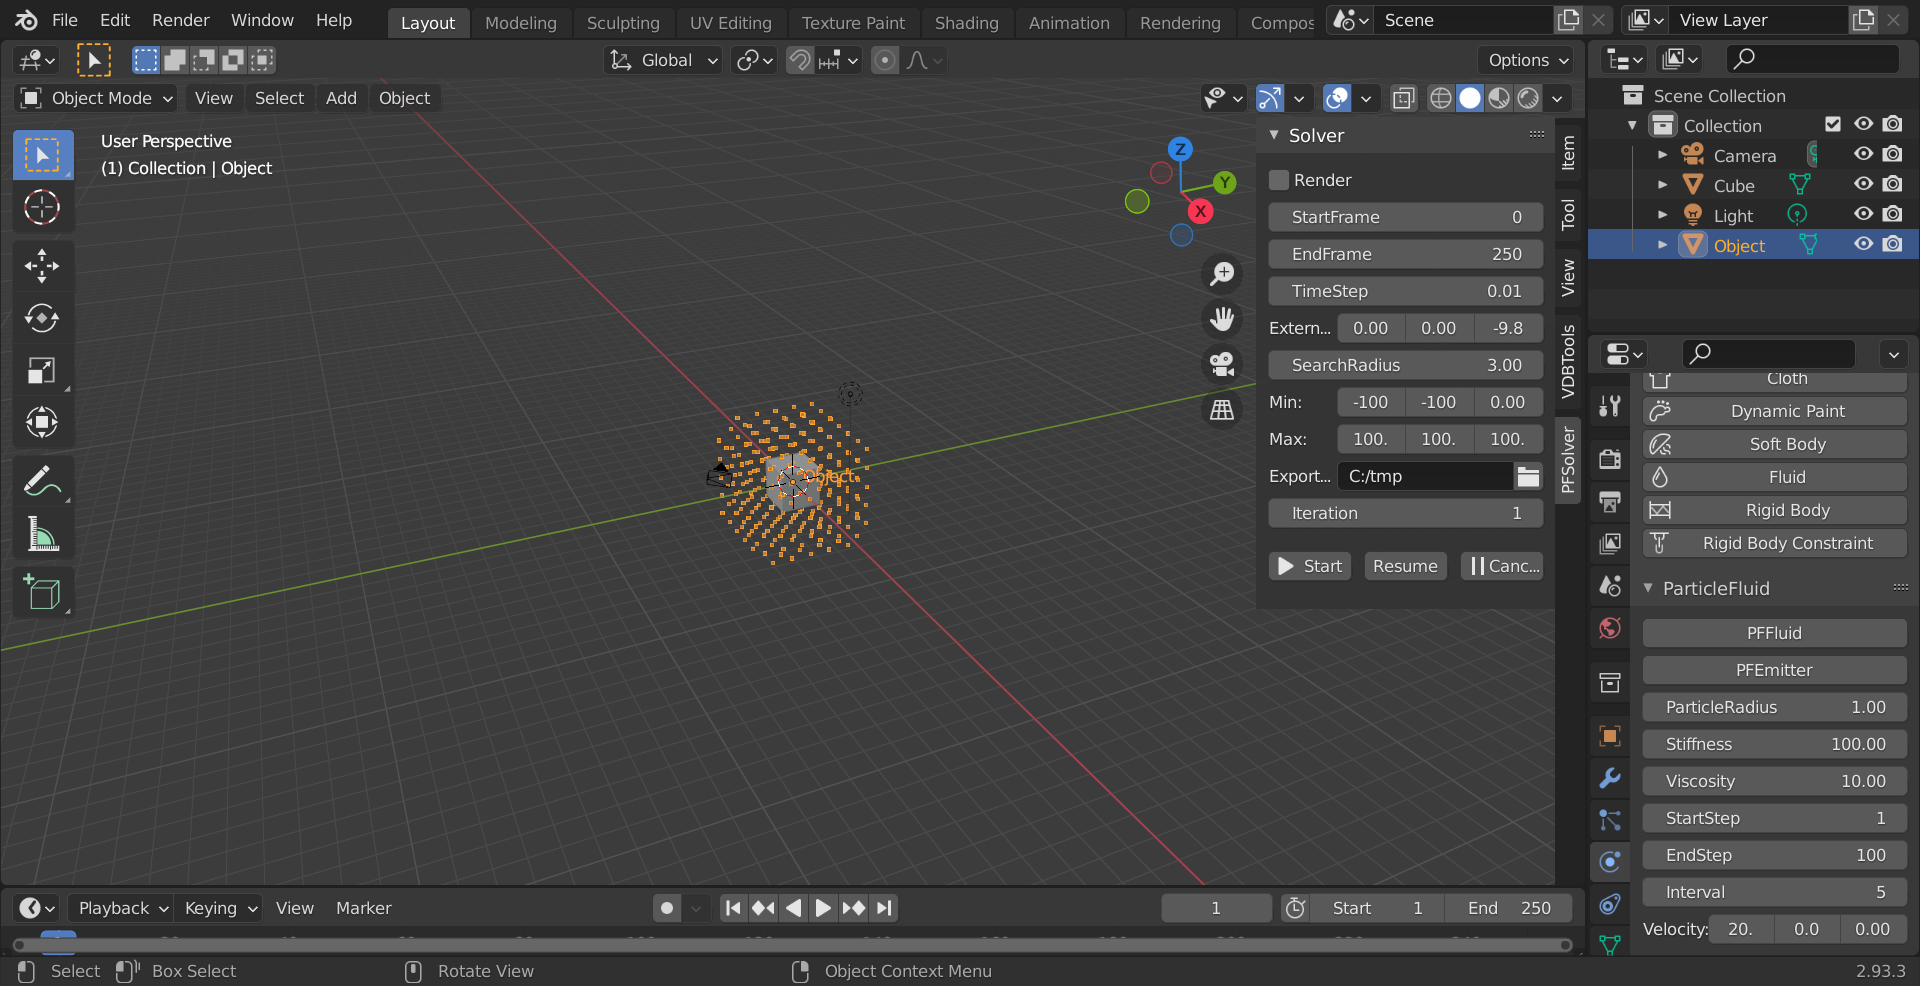 File Edit Render Window Help
Layout Modeling Sculpting UV Editing Texture Paint Shading Animation Rendering Compos
Scene
View Layer
Global
Options
Object Mode View Select Add Object
User Perspective
(1) Collection | Object
Object
Z
Y
X
Solver
Render
StartFrame 0
EndFrame 250
TimeStep 0.01
Extern... 0.00 0.00 -9.8
SearchRadius 3.00
Min: -100 -100 0.00
Max: 100. 100. 100.
Export... C:/tmp
Iteration 1
Start Resume Canc...
Item
Tool
View
VDBTools
PFSolver
Scene Collection
Collection
Camera
Cube
Light
Object
Cloth
Dynamic Paint
Soft Body
Fluid
Rigid Body
Rigid Body Constraint
ParticleFluid
PFFluid
PFEmitter
ParticleRadius 1.00
Stiffness 100.00
Viscosity 10.00
StartStep 1
EndStep 100
Interval 5
Velocity: 20. 0.0 0.00
Playback Keying View Marker
1
Start 1 End 250
Select Box Select Rotate View Object Context Menu
2.93.3